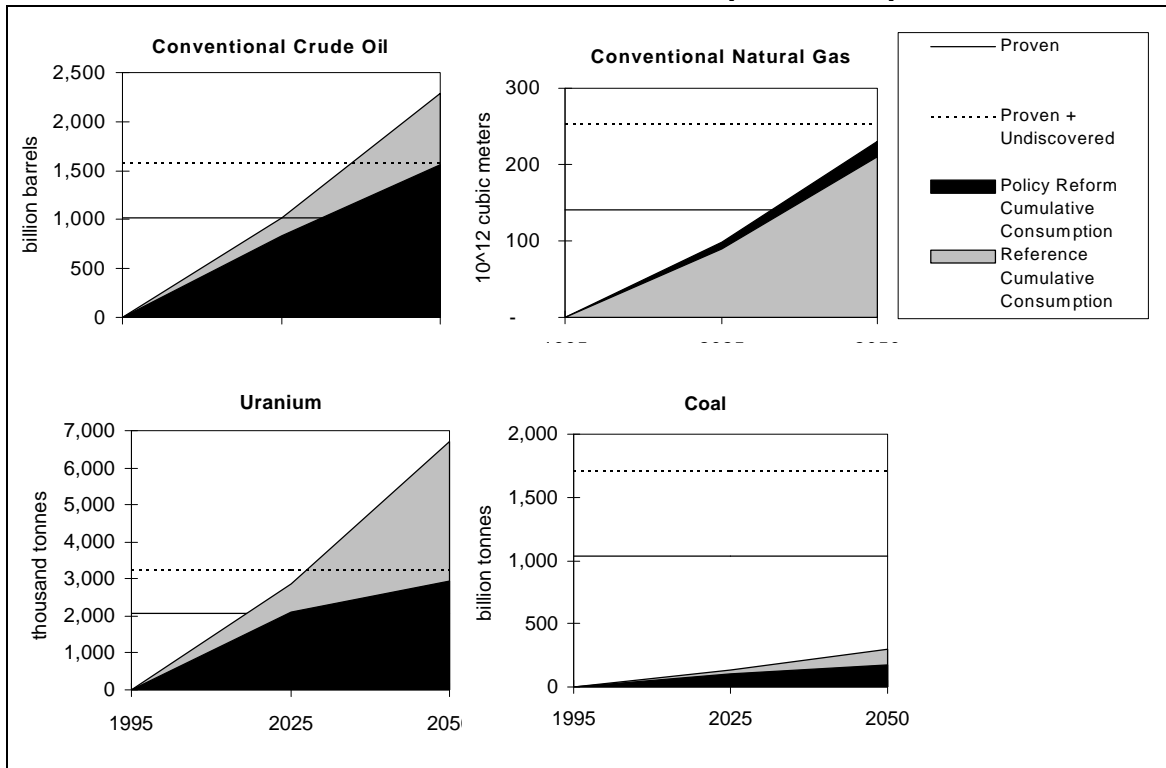 Conventional Crude Oil
2,500
2,000
1,500
1,000
500
0
billion barrels
Conventional Natural Gas
300
200
100
-
10^12 cubic meters
Proven
Proven +
Undiscovered
Policy Reform
Cumulative
Consumption
Reference
Cumulative
Consumption
Uranium
7,000
6,000
5,000
4,000
3,000
2,000
1,000
0
thousand tonnes
1995
2025
205
Coal
2,000
1,500
1,000
500
0
billion tonnes
1995
2025
2050